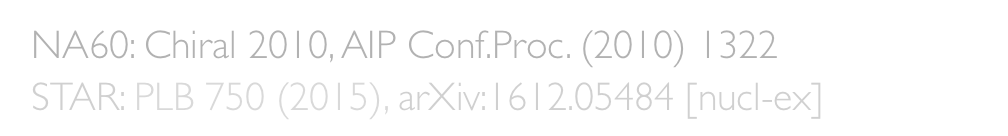 NA60: Chiral 2010, AIP Conf.Proc. (2010) 1322
STAR: PLB 750 (2015), arXiv:1612.05484 [nucl-ex]